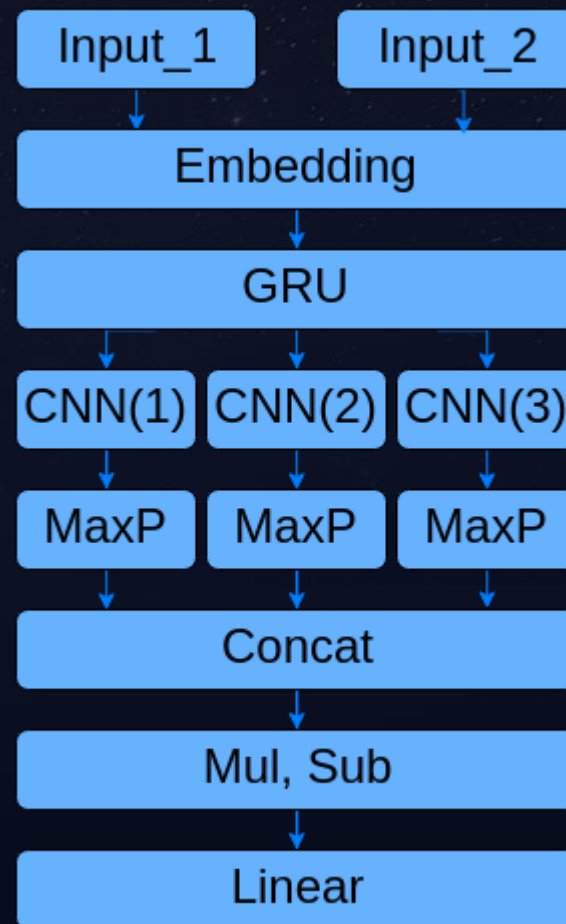 Input_1 Input_2
Embedding
GRU
CNN(1) CNN(2) CNN(3)
MaxP MaxP MaxP
Concat
Mul, Sub
Linear